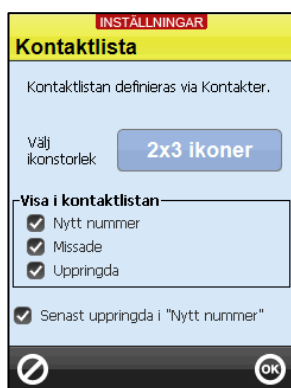 INSTÄLLNINGAR
Kontaktlista
Kontaktlistan definieras via Kontakter.
Välj
ikonstorlek
2x3 ikoner
Visa i kontaktlistan
Nytt nummer
Missade
Uppringda
Senast uppringda i "Nytt nummer"
OK